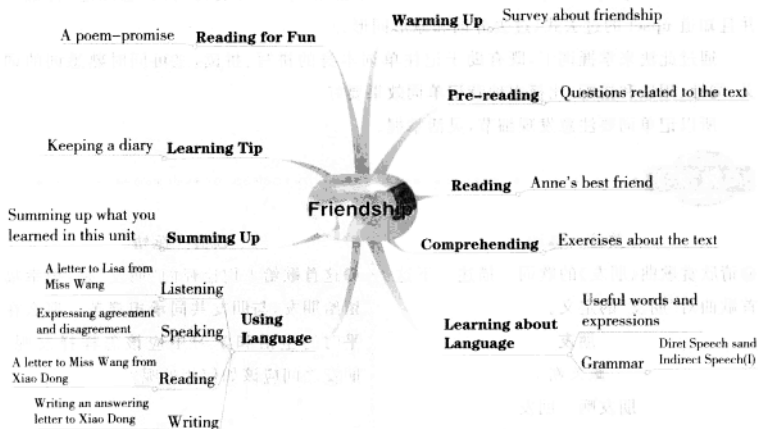 Warming Up
Survey about friendship
A poem-promise
Reading for Fun
Pre-reading
Questions related to the text
Keeping a diary
Learning Tip
Reading
Anne's best friend
Friendship
Summing up what you
learned in this unit
Summing Up
Comprehending
Exercises about the text
A letter to Lisa from
Miss Wang
Listening
Expressing agreement
and disagreement
Speaking
Using
Language
A letter to Miss Wang from
Xiao Dong
Reading
Writing an answering
letter to Xiao Dong
Writing
Learning about
Language
Useful words and
expressions
Grammar
Diret Speech sand
Indirect Speech(I)